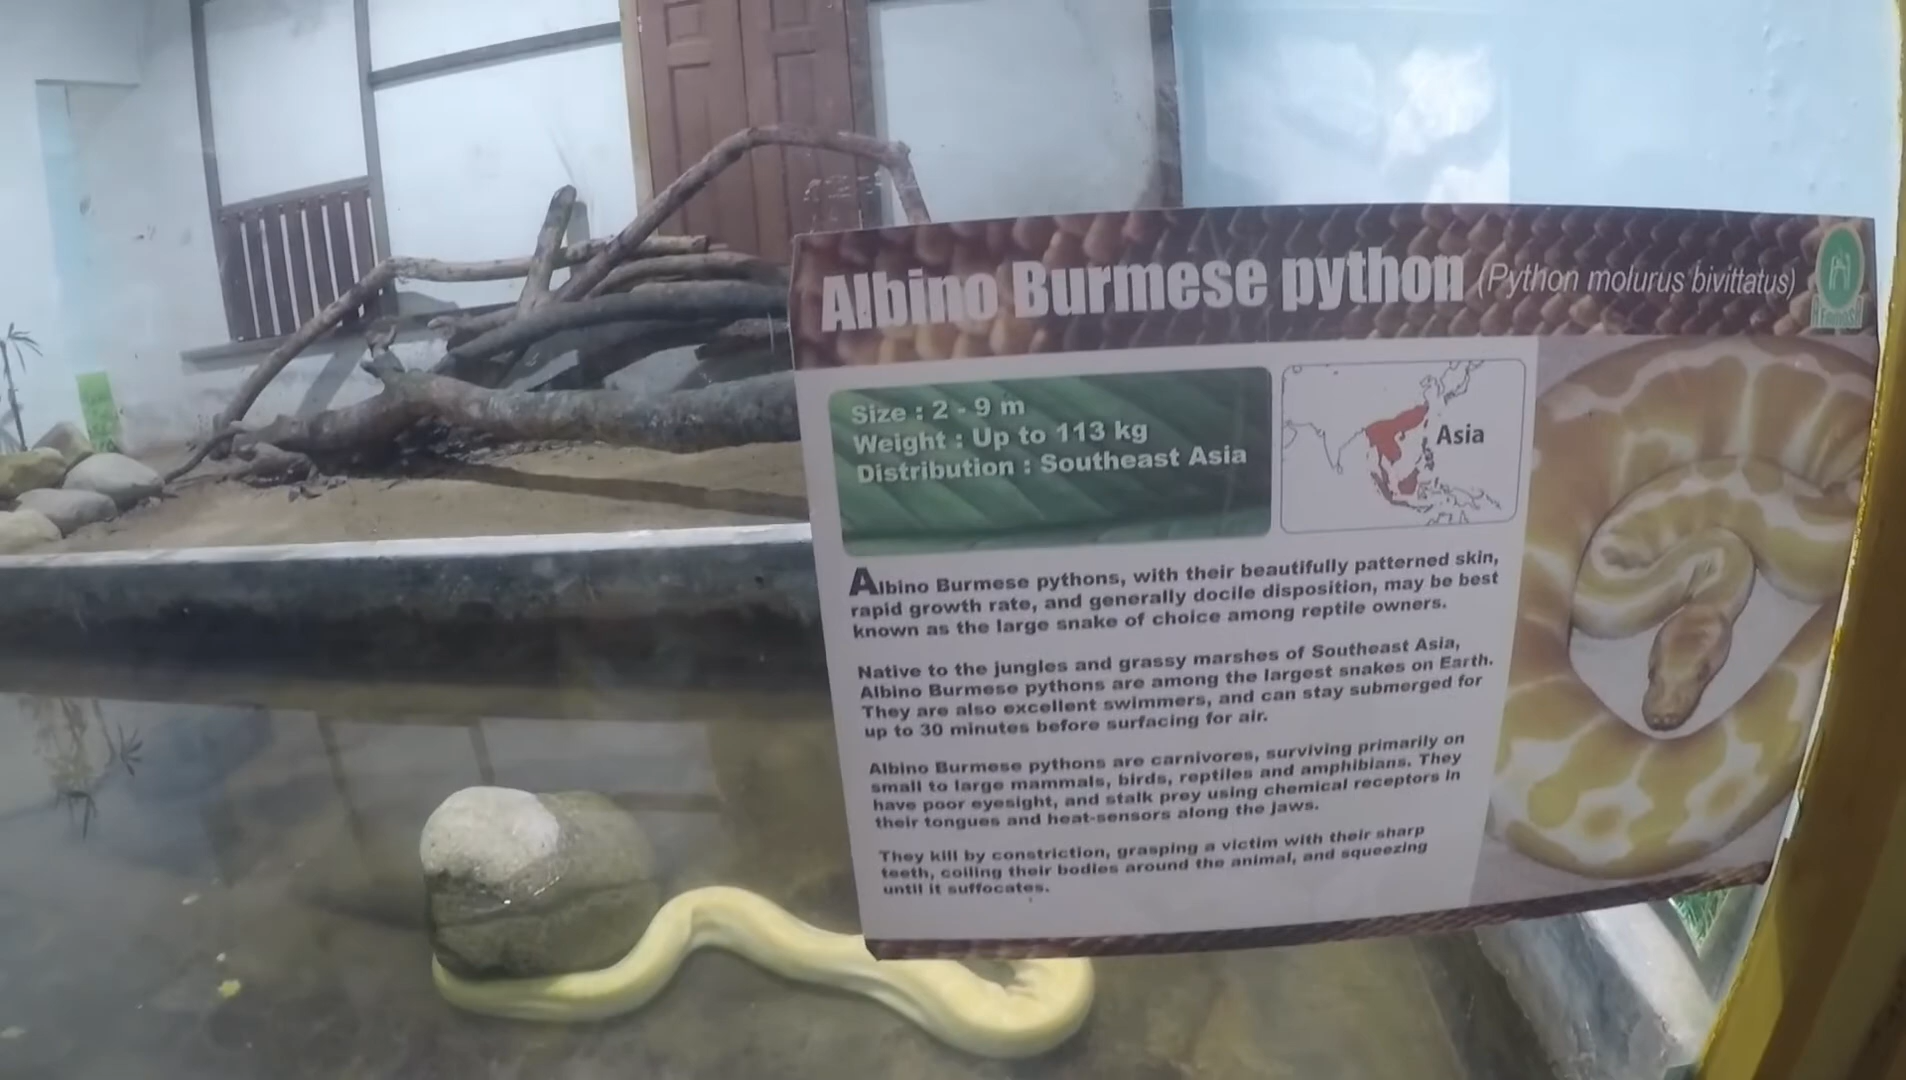 Albino Burmese python (Python molurus bivittatus)
Size : 2 - 9 m
Weight : Up to 113 kg
Distribution : Southeast Asia
Asia
Albino Burmese pythons, with their beautifully patterned skin,
rapid growth rate, and generally docile disposition, may be best
known as the large snake of choice among reptile owners.
Native to the jungles and grassy marshes of Southeast Asia,
Albino Burmese pythons are among the largest snakes on Earth.
They are also excellent swimmers, and can stay submerged for
up to 30 minutes before surfacing for air.
Albino Burmese pythons are carnivores, surviving primarily on
small to large mammals, birds, reptiles and amphibians. They
have poor eyesight, and stalk prey using chemical receptors in
their tongues and heat-sensors along the jaws.
They kill by constriction, grasping a victim with their sharp
teeth, coiling their bodies around the animal, and squeezing
until it suffocates.